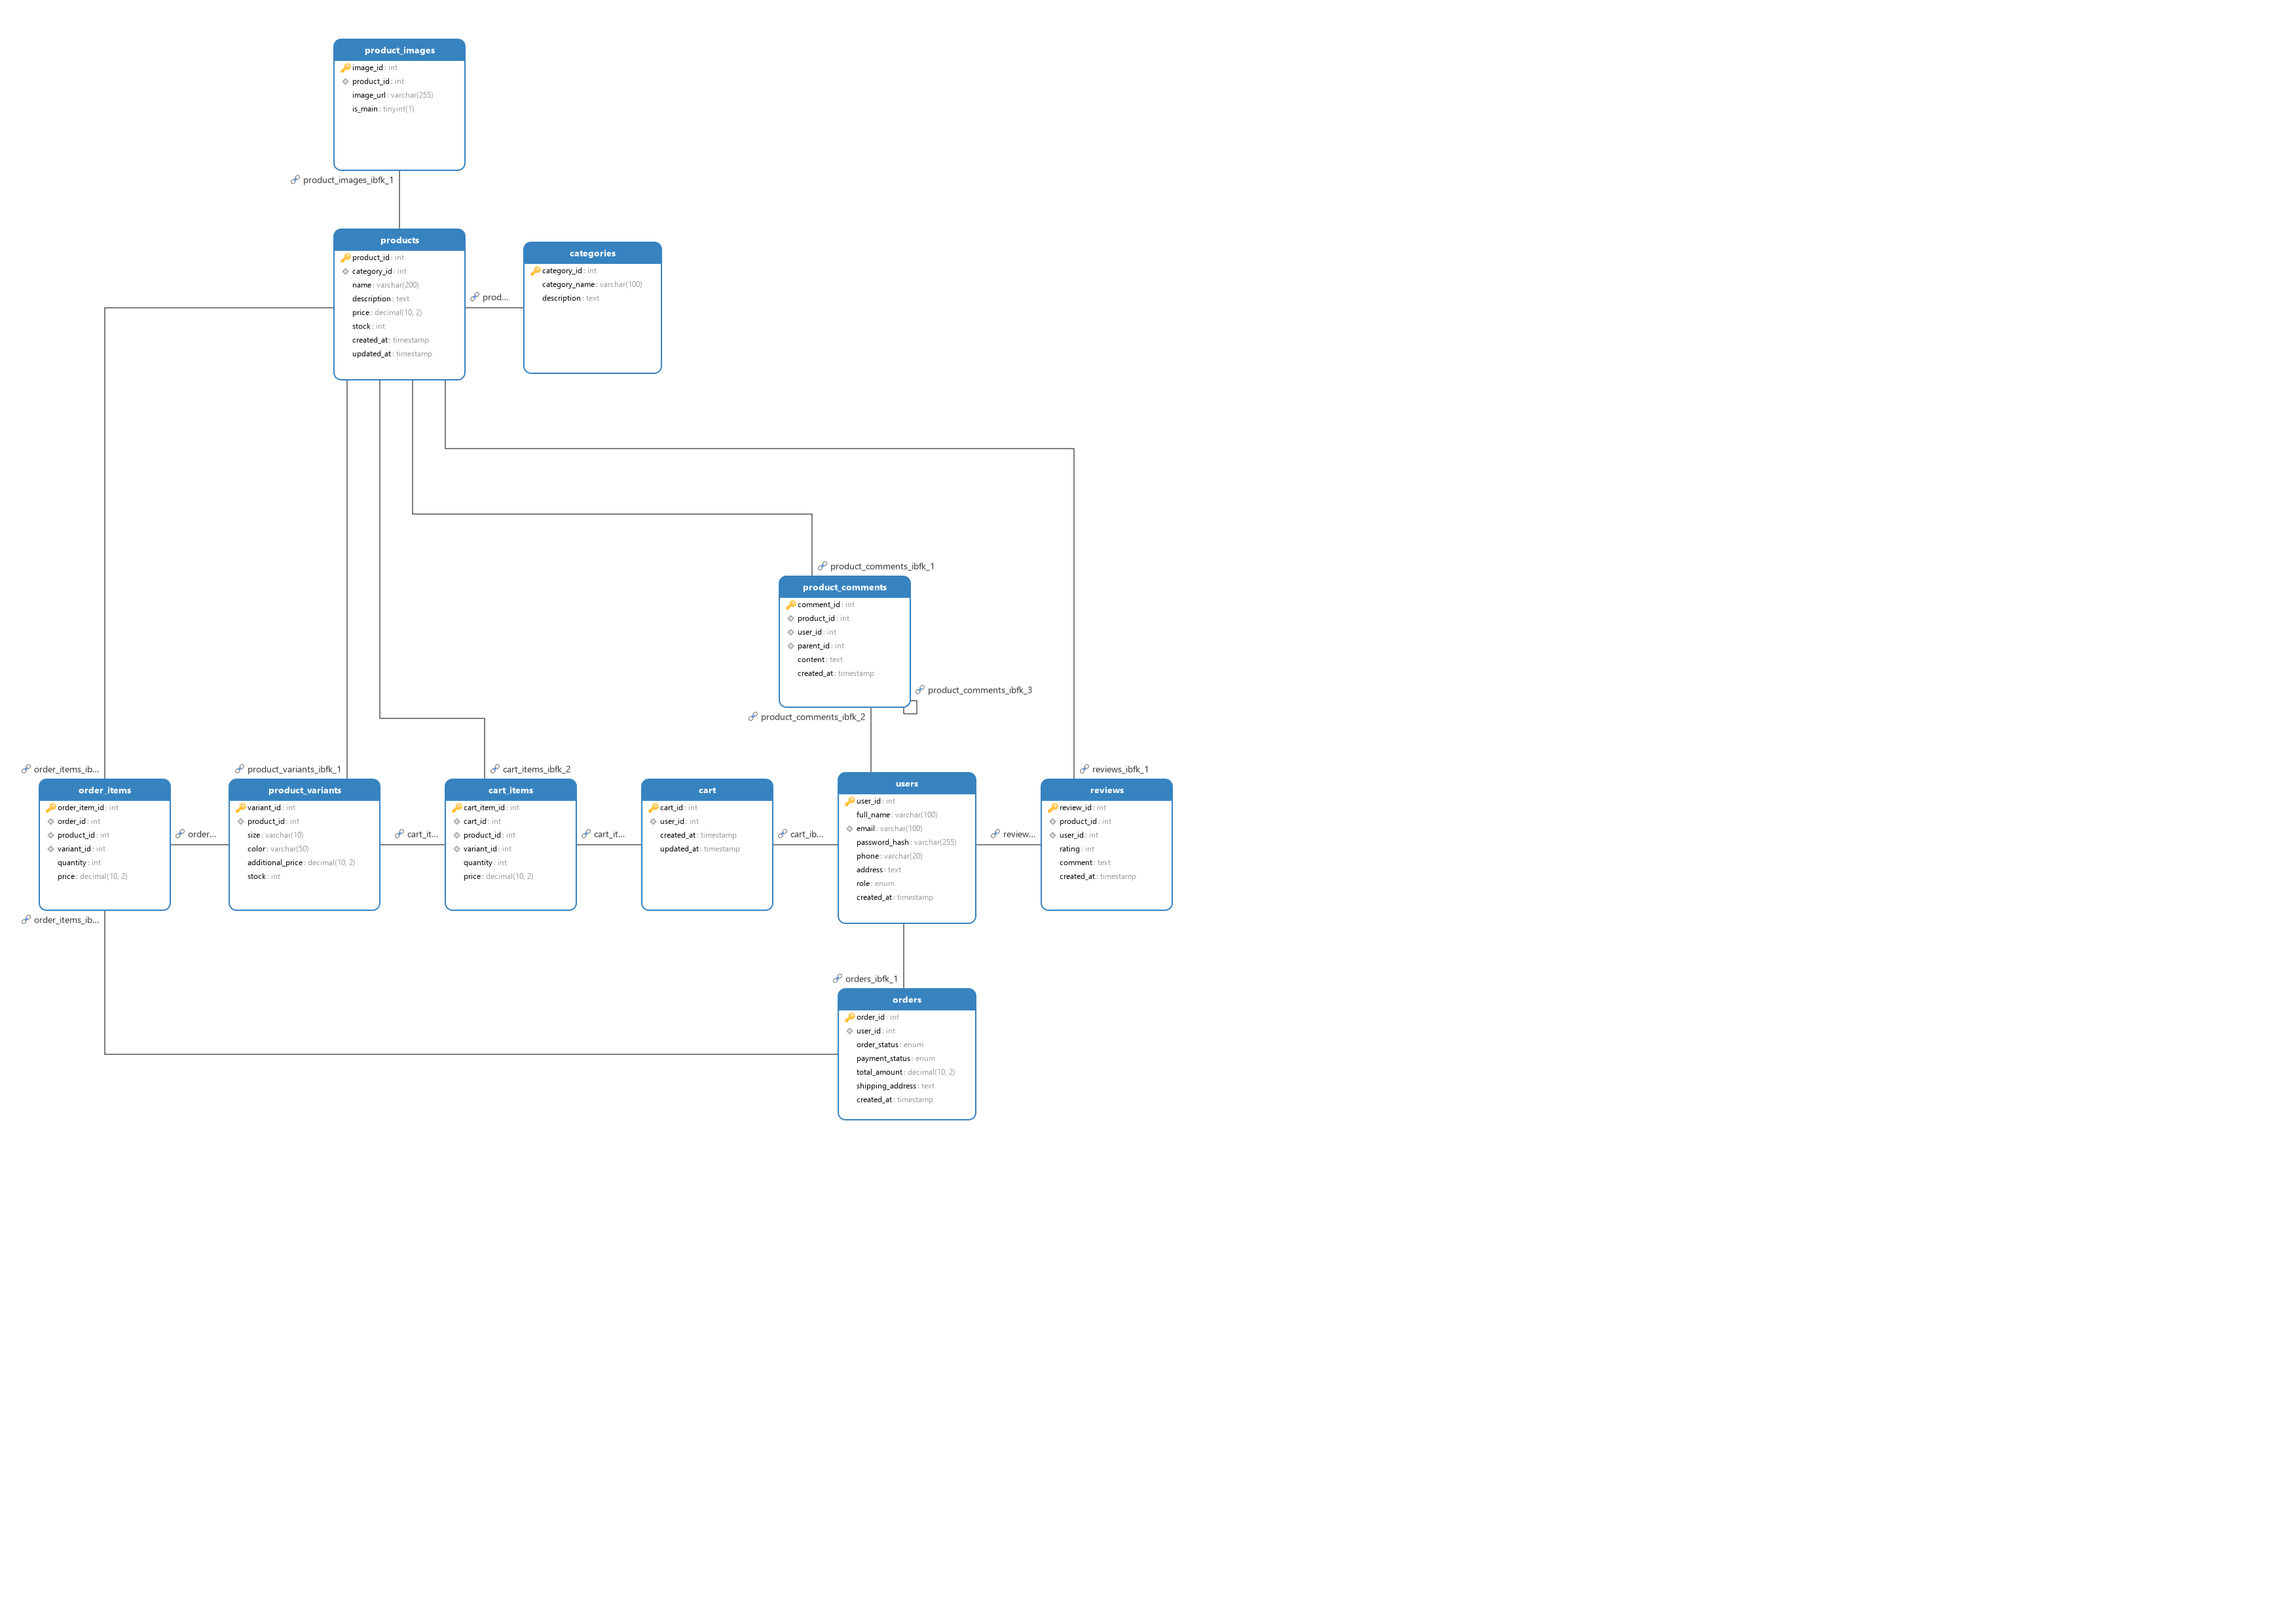 product_images
image_id: int
product_id: int
image_url: varchar(255)
is_main: tinyint(1)
product_images_ibfk_1
products
product_id: int
category_id: int
name: varchar(200)
description: text
price: decimal(10, 2)
stock: int
created_at: timestamp
updated_at: timestamp
prod...
categories
category_id: int
category_name: varchar(100)
description: text
product_comments_ibfk_1
product_comments
comment_id: int
product_id: int
user_id: int
parent_id: int
content: text
created_at: timestamp
product_comments_ibfk_3
product_comments_ibfk_2
order_items_ib...
order_items
order_item_id: int
order_id: int
product_id: int
variant_id: int
quantity: int
price: decimal(10, 2)
order_items_ib...
order...
product_variants_ibfk_1
product_variants
variant_id: int
product_id: int
size: varchar(10)
color: varchar(50)
additional_price: decimal(10, 2)
stock: int
cart_it...
cart_items_ibfk_2
cart_items
cart_item_id: int
cart_id: int
product_id: int
variant_id: int
quantity: int
price: decimal(10, 2)
cart_it...
cart
cart_id: int
user_id: int
created_at: timestamp
updated_at: timestamp
cart_ib...
users
user_id: int
full_name: varchar(100)
email: varchar(100)
password_hash: varchar(255)
phone: varchar(20)
address: text
role: enum
created_at: timestamp
review...
reviews_ibfk_1
reviews
review_id: int
product_id: int
user_id: int
rating: int
comment: text
created_at: timestamp
orders_ibfk_1
orders
order_id: int
user_id: int
order_status: enum
payment_status: enum
total_amount: decimal(10, 2)
shipping_address: text
created_at: timestamp